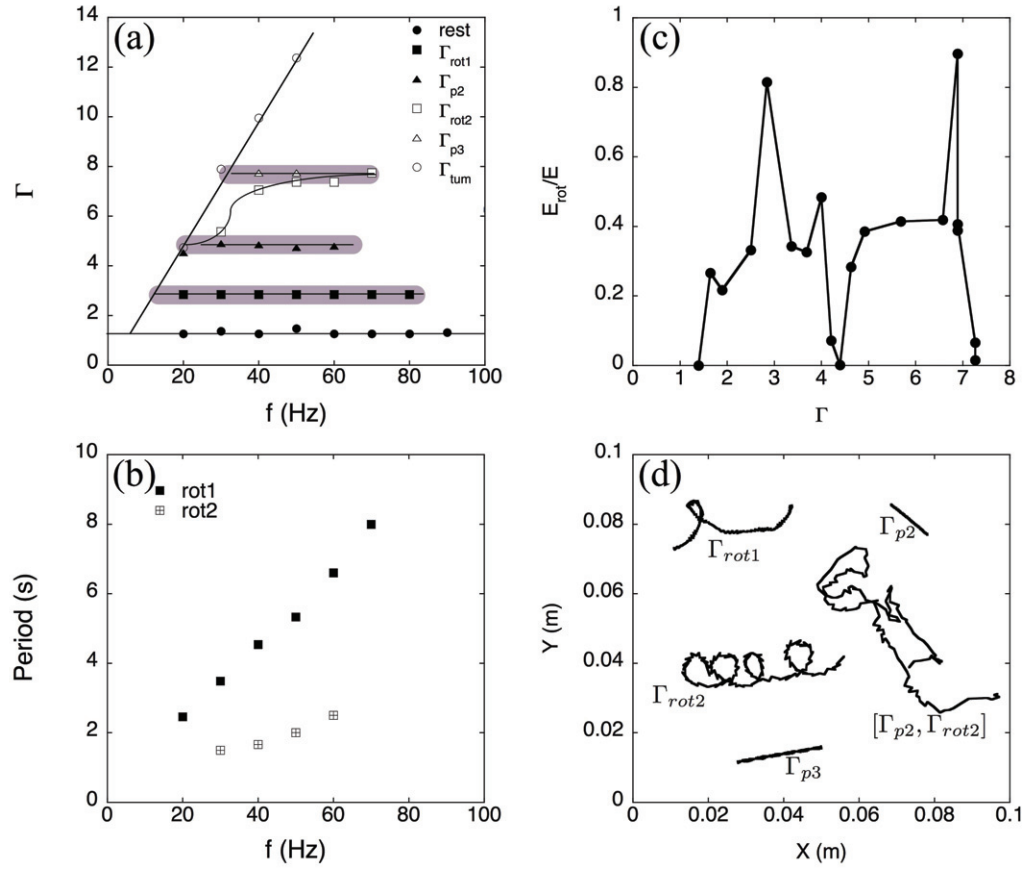 (a)
14
12
10
8
6
4
2
0
Γ
0 20 40 60 80 100
f (Hz)
rest
Γrot1
Γp2
Γrot2
Γp3
Γtum
(c)
1
0.8
0.6
0.4
0.2
0
Erot/E
0 1 2 3 4 5 6 7 8
Γ
(b)
10
8
6
4
2
0
Period (s)
rot1
rot2
0 20 40 60 80 100
f (Hz)
(d)
0.1
0.08
0.06
0.04
0.02
0
Y (m)
Γrot1
Γp2
Γrot2
[Γp2, Γrot2]
Γp3
0 0.02 0.04 0.06 0.08 0.1
X (m)